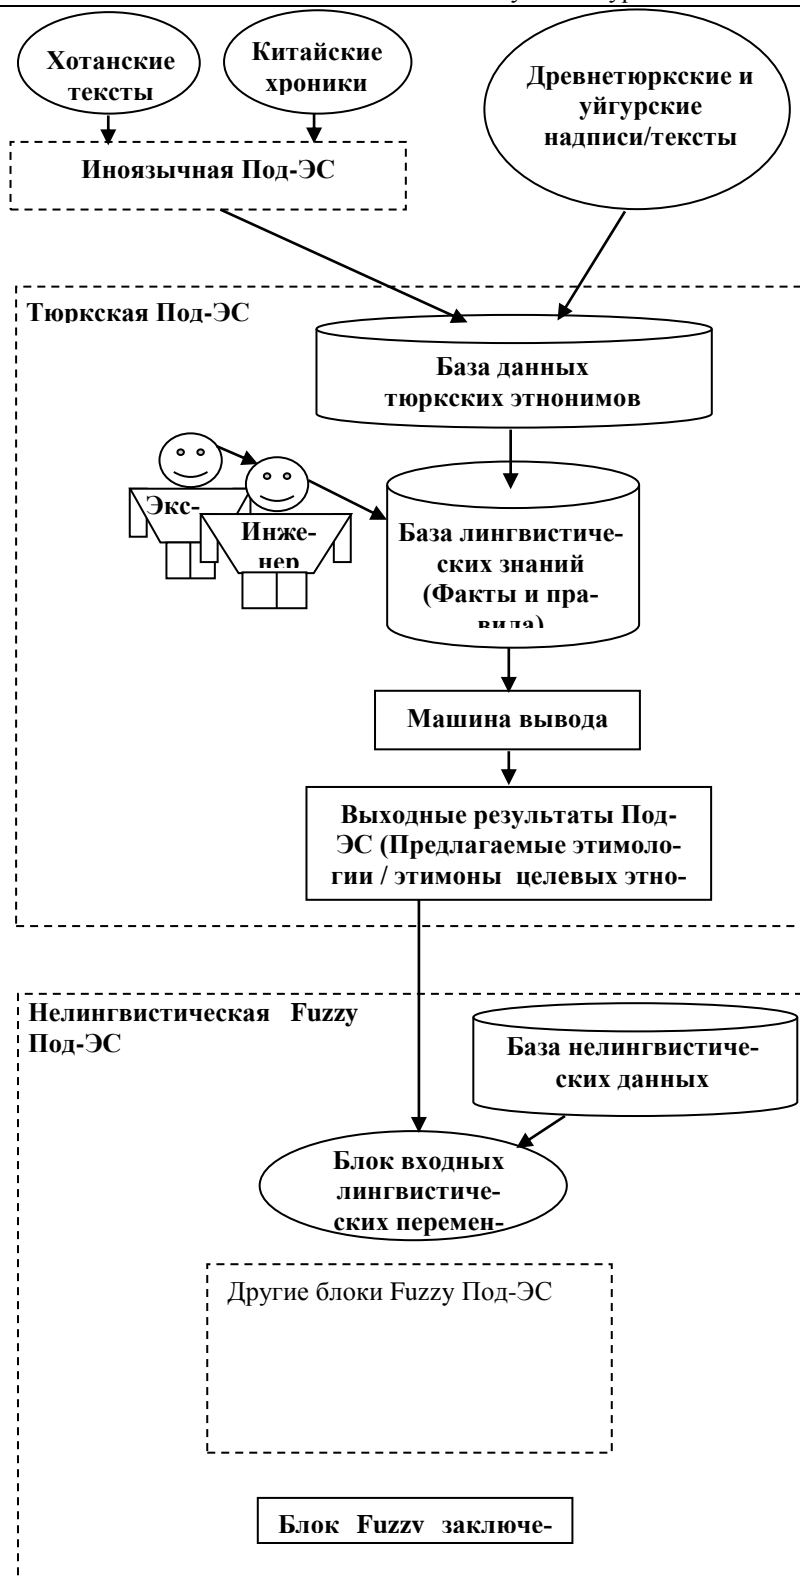 Хотанские
тексты
Китайские
хроники
Древнетюркские и
уйгурские
надписи/тексты
Иноязычная Под-ЭС
Тюркская Под-ЭС
База данных
тюркских этнонимов
Экс-
Инже-
нер
База лингвистиче-
ских знаний
(Факты и пра-
вила)
Машина вывода
Выходные результаты Под-
ЭС (Предлагаемые этимоло-
гии / этимоны целевых этно-
Нелингвистическая Fuzzy
Под-ЭС
База нелингвистиче-
ских данных
Блок входных
лингвистиче-
ских перемен-
Другие блоки Fuzzy Под-ЭС
Блок Fuzzy заключе-